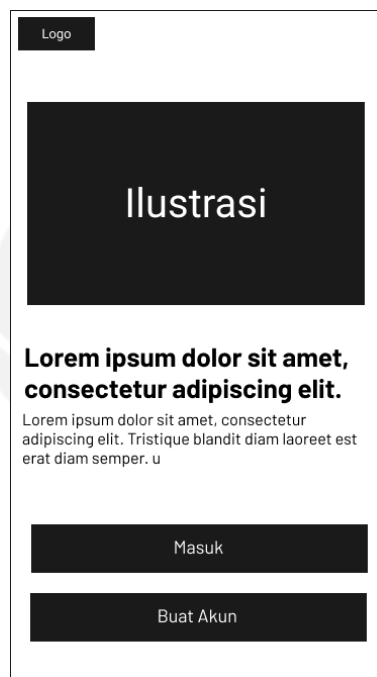 Logo
Ilustrasi
Lorem ipsum dolor sit amet,
consectetur adipiscing elit.
Lorem ipsum dolor sit amet, consectetur
adipiscing elit. Tristique blandit diam laoreet est
erat diam semper. u
Masuk
Buat Akun